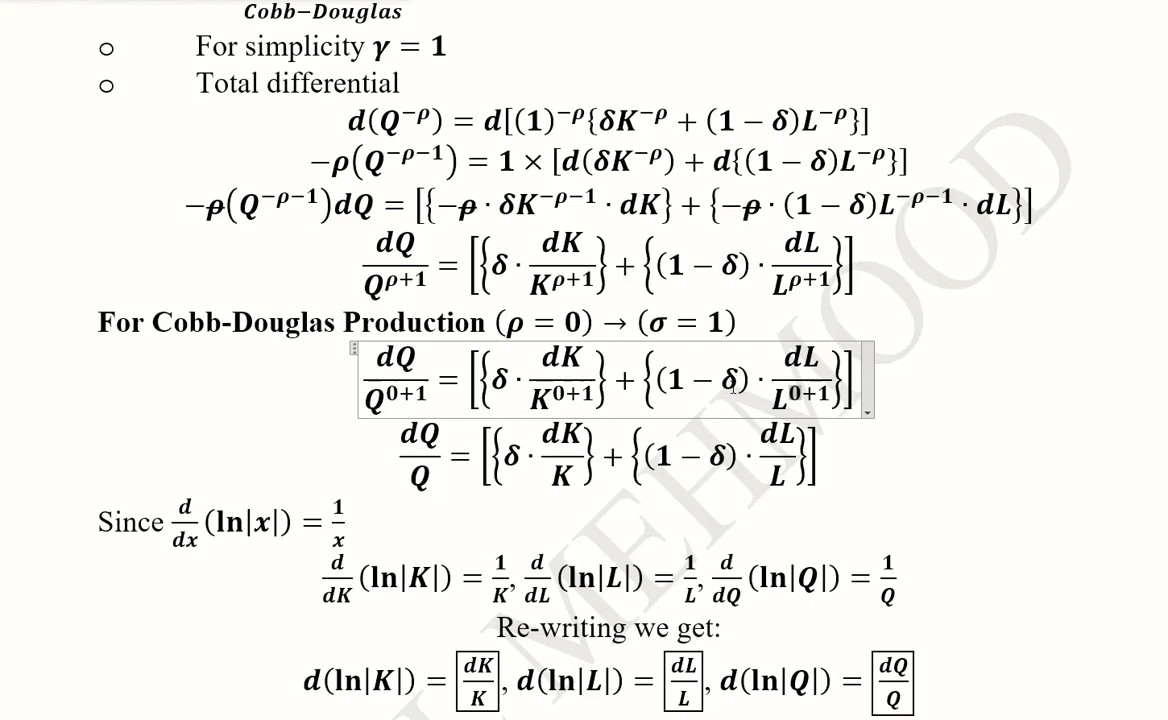 Cobb−Douglas
○ For simplicity γ = 1
○ Total differential
d(Q^{−ρ}) = d[(1)^{−ρ}{δK^{−ρ} + (1 − δ)L^{−ρ}}]
−ρ(Q^{−ρ−1}) = 1 × [d(δK^{−ρ}) + d{(1 − δ)L^{−ρ}}]
−ρ(Q^{−ρ−1})dQ = [{−ρ · δK^{−ρ−1} · dK} + {−ρ · (1 − δ)L^{−ρ−1} · dL}]
dQ/Q^{ρ+1} = [{δ · dK/K^{ρ+1}} + {(1 − δ) · dL/L^{ρ+1}}]
For Cobb-Douglas Production (ρ = 0) → (σ = 1)
dQ/Q^{0+1} = [{δ · dK/K^{0+1}} + {(1 − δ) · dL/L^{0+1}}]
dQ/Q = [{δ · dK/K} + {(1 − δ) · dL/L}]
Since d/dx (ln|x|) = 1/x
d/dK (ln|K|) = 1/K, d/dL (ln|L|) = 1/L, d/dQ (ln|Q|) = 1/Q
Re-writing we get:
d(ln|K|) = dK/K, d(ln|L|) = dL/L, d(ln|Q|) = dQ/Q
MEHMOOD